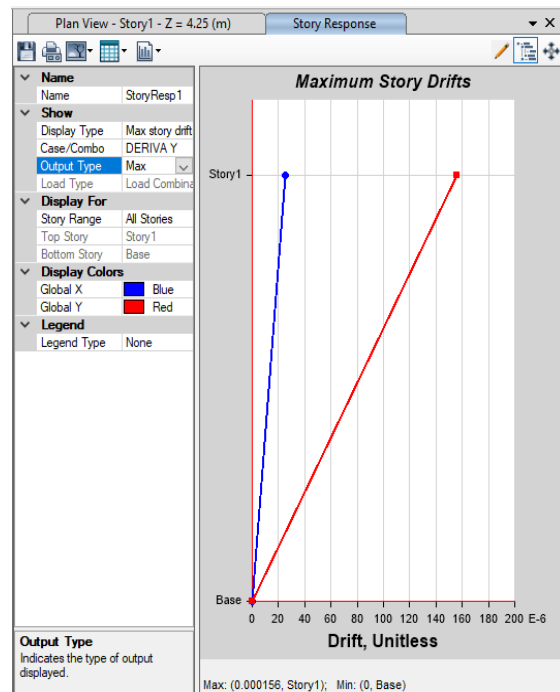 Plan View - Story1 - Z = 4.25 (m)
Story Response
Name
Name StoryResp1
Show
Display Type Max story drift
Case/Combo DERIVA Y
Output Type Max
Load Type Load Combina
Display For
Story Range All Stories
Top Story Story1
Bottom Story Base
Display Colors
Global X Blue
Global Y Red
Legend
Legend Type None
Output Type
Indicates the type of output
displayed.
Maximum Story Drifts
Story1
Base
0 20 40 60 80 100 120 140 160 180 200 E-6
Drift, Unitless
Max: (0.000156, Story1); Min: (0, Base)